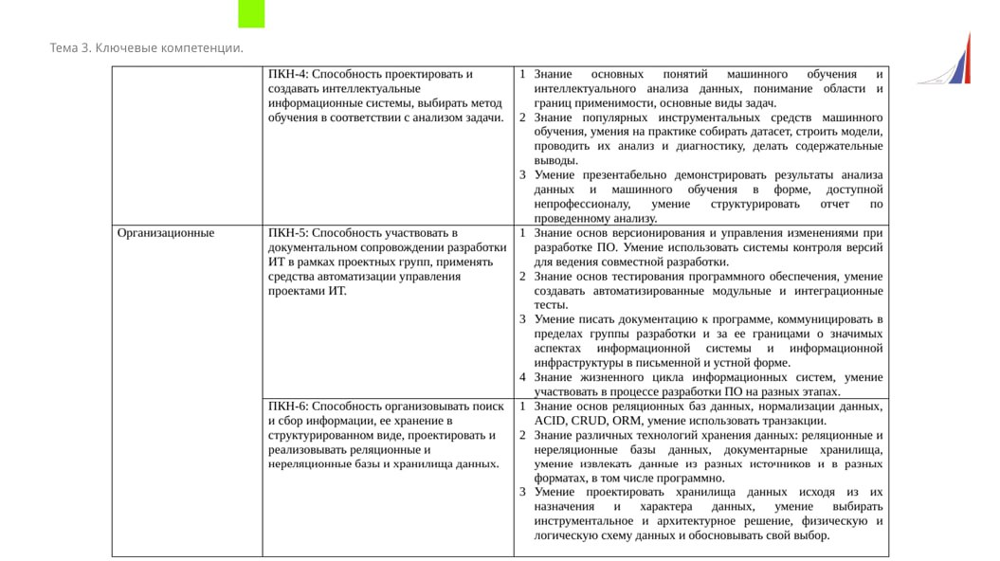 Тема 3. Ключевые компетенции.
ПКН-4: Способность проектировать и
создавать интеллектуальные
информационные системы, выбирать метод
обучения в соответствии с анализом задачи.
1 Знание основных понятий машинного обучения и
интеллектуального анализа данных, понимание области и
границ применимости, основные виды задач.
2 Знание популярных инструментальных средств машинного
обучения, умения на практике собирать датасет, строить модели,
проводить их анализ и диагностику, делать содержательные
выводы.
3 Умение презентабельно демонстрировать результаты анализа
данных и машинного обучения в форме, доступной
непрофессионалу, умение структурировать отчет по
проведенному анализу.
Организационные
ПКН-5: Способность участвовать в
документальном сопровождении разработки
ИТ в рамках проектных групп, применять
средства автоматизации управления
проектами ИТ.
1 Знание основ версионирования и управления изменениями при
разработке ПО. Умение использовать системы контроля версий
для ведения совместной разработки.
2 Знание основ тестирования программного обеспечения, умение
создавать автоматизированные модульные и интеграционные
тесты.
3 Умение писать документацию к программе, коммуницировать в
пределах группы разработки и за ее границами о значимых
аспектах информационной системы и информационной
инфраструктуры в письменной и устной форме.
4 Знание жизненного цикла информационных систем, умение
участвовать в процессе разработки ПО на разных этапах.
ПКН-6: Способность организовывать поиск
и сбор информации, ее хранение в
структурированном виде, проектировать и
реализовывать реляционные и
нереляционные базы и хранилища данных.
1 Знание основ реляционных баз данных, нормализации данных,
ACID, CRUD, ORM, умение использовать транзакции.
2 Знание различных технологий хранения данных: реляционные и
нереляционные базы данных, документарные хранилища,
умение извлекать данные из разных источников и в разных
форматах, в том числе программно.
3 Умение проектировать хранилища данных исходя из их
назначения и характера данных, умение выбирать
инструментальное и архитектурное решение, физическую и
логическую схему данных и обосновывать свой выбор.